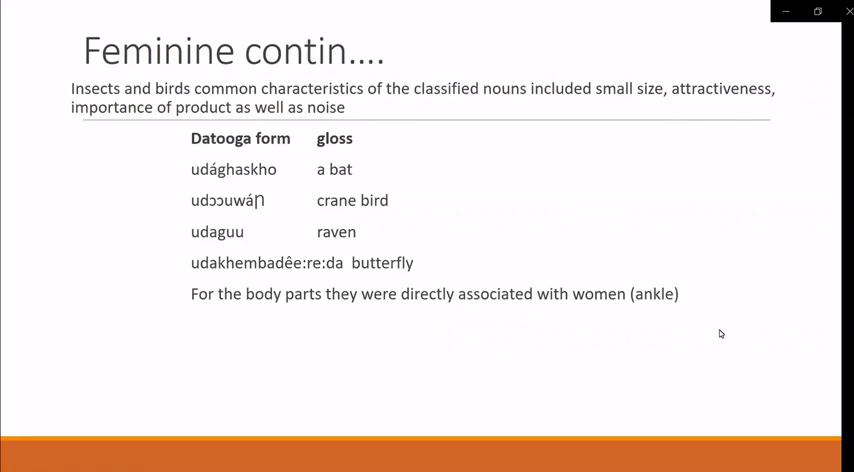 Feminine contin….
Insects and birds common characteristics of the classified nouns included small size, attractiveness,
importance of product as well as noise
Datooga form gloss
udághaskho a bat
udɔɔuwáƞ crane bird
udaguu raven
udakhembadêe:re:da butterfly
For the body parts they were directly associated with women (ankle)